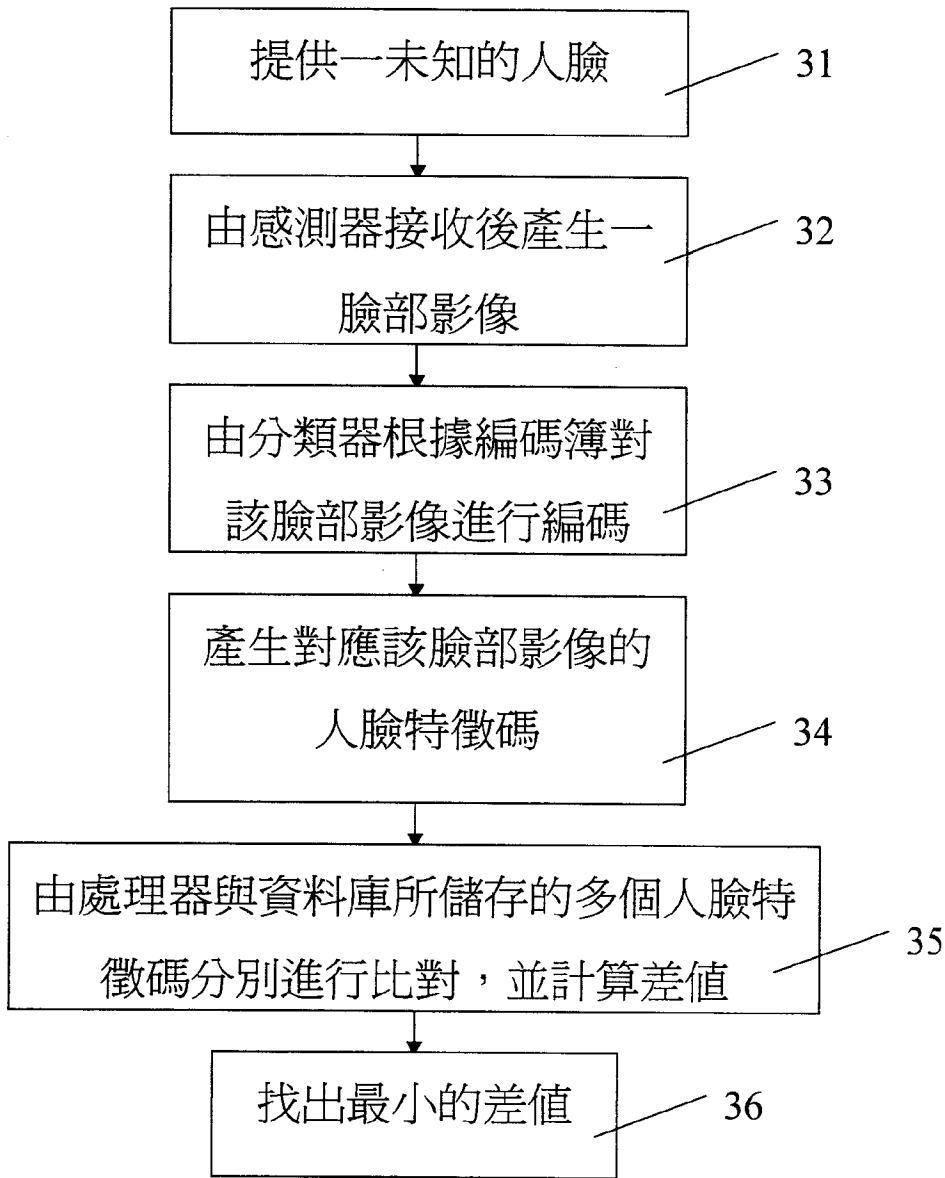 提供一未知的人臉
31
由感測器接收後產生一
臉部影像
32
由分類器根據編碼簿對
該臉部影像進行編碼
33
產生對應該臉部影像的
人臉特徵碼
34
由處理器與資料庫所儲存的多個人臉特
徵碼分別進行比對，並計算差値
35
找出最小的差値
36